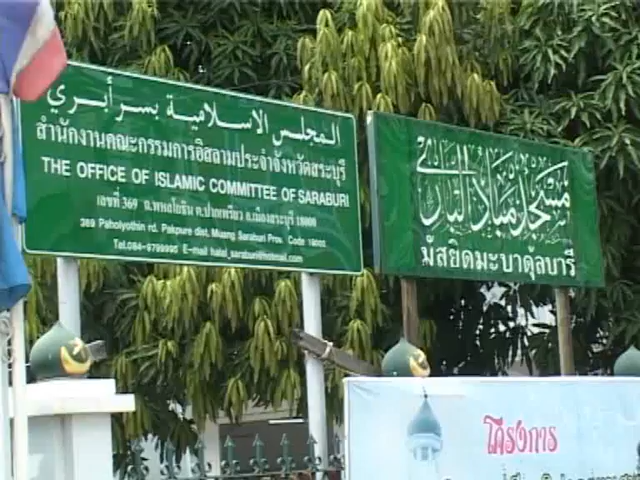 المجلس الاسلامية بسرأبري
สำนักงานคณะกรรมการอิสลามประจำจังหวัดสระบุรี
THE OFFICE OF ISLAMIC COMMITTEE OF SARABURI
เลขที่ 369 ถ.พหลโยธิน ต.ปากเพรียว อ.เมืองสระบุรี 18000
369 Paholyothin rd. Pakpure dist, Muang Saraburi Prov. Code 18000
Tel.084-9799995 E-mail halal_saraburi@hotmail.com
مسجد مبادئ الباري
มัสยิดมะบาดุ้ลบารี
โครงการ